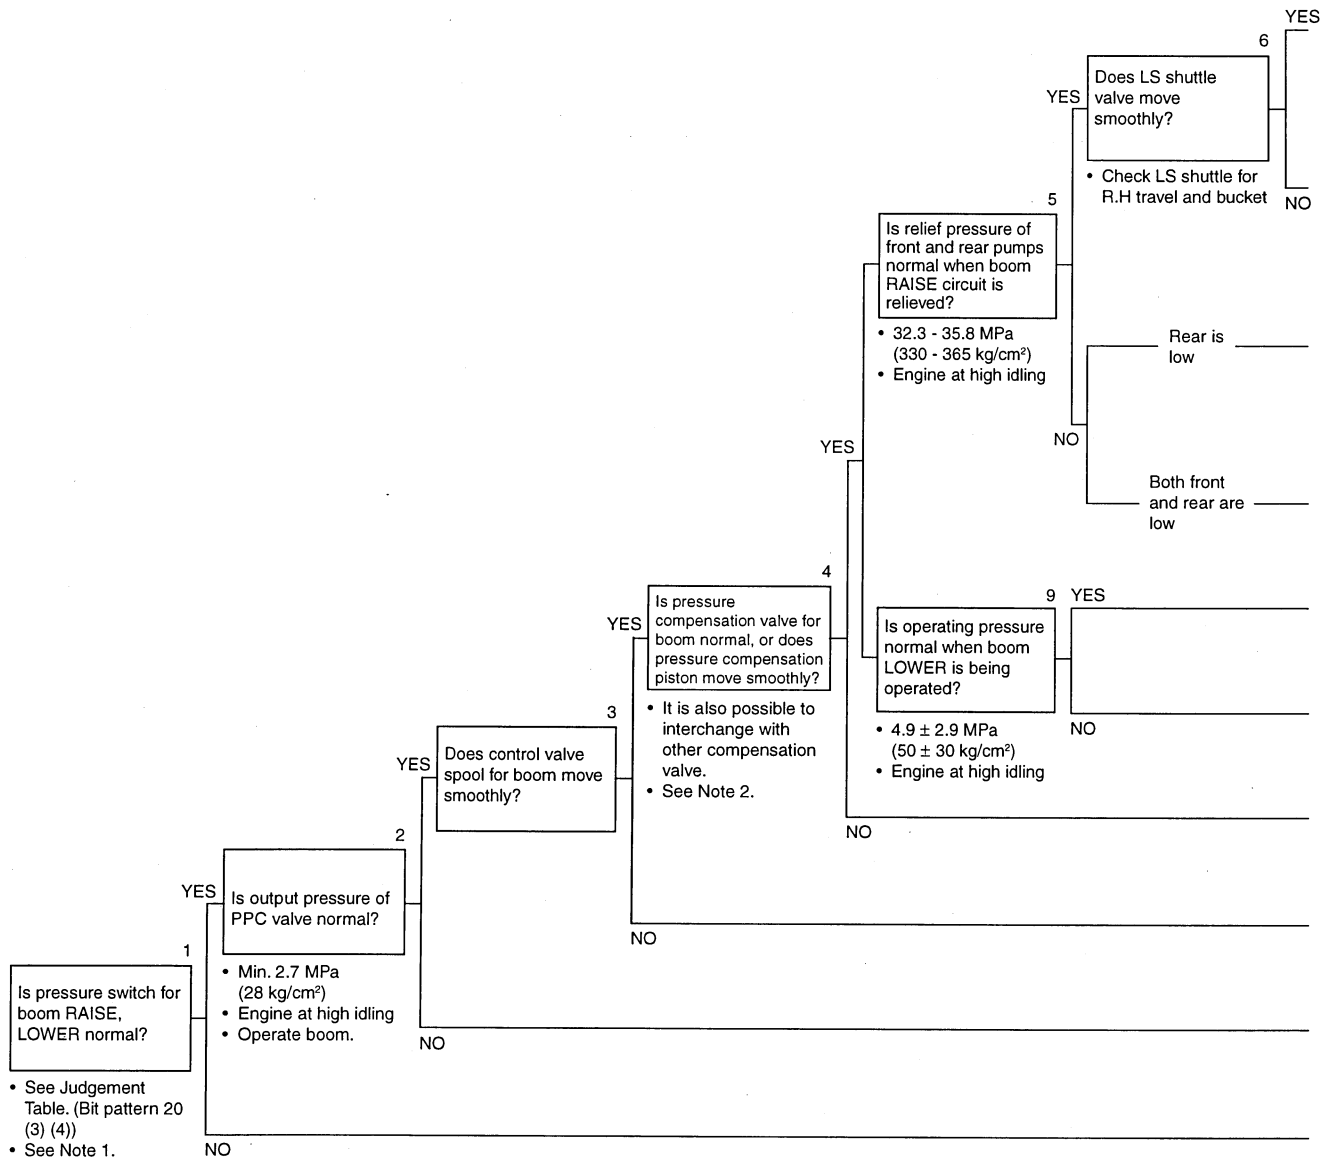 1
Is pressure switch for
boom RAISE,
LOWER normal?
• See Judgement
Table. (Bit pattern 20
(3) (4))
• See Note 1.
YES
NO
2
Is output pressure of
PPC valve normal?
• Min. 2.7 MPa
(28 kg/cm²)
• Engine at high idling
• Operate boom.
YES
NO
3
Does control valve
spool for boom move
smoothly?
YES
NO
4
Is pressure
compensation valve for
boom normal, or does
pressure compensation
piston move smoothly?
• It is also possible to
interchange with
other compensation
valve.
• See Note 2.
YES
NO
5
Is relief pressure of
front and rear pumps
normal when boom
RAISE circuit is
relieved?
• 32.3 - 35.8 MPa
(330 - 365 kg/cm²)
• Engine at high idling
YES
NO
6
Does LS shuttle
valve move
smoothly?
• Check LS shuttle for
R.H travel and bucket
YES
NO
Rear is
low
Both front
and rear are
low
9
Is operating pressure
normal when boom
LOWER is being
operated?
• 4.9 ± 2.9 MPa
(50 ± 30 kg/cm²)
• Engine at high idling
YES
NO